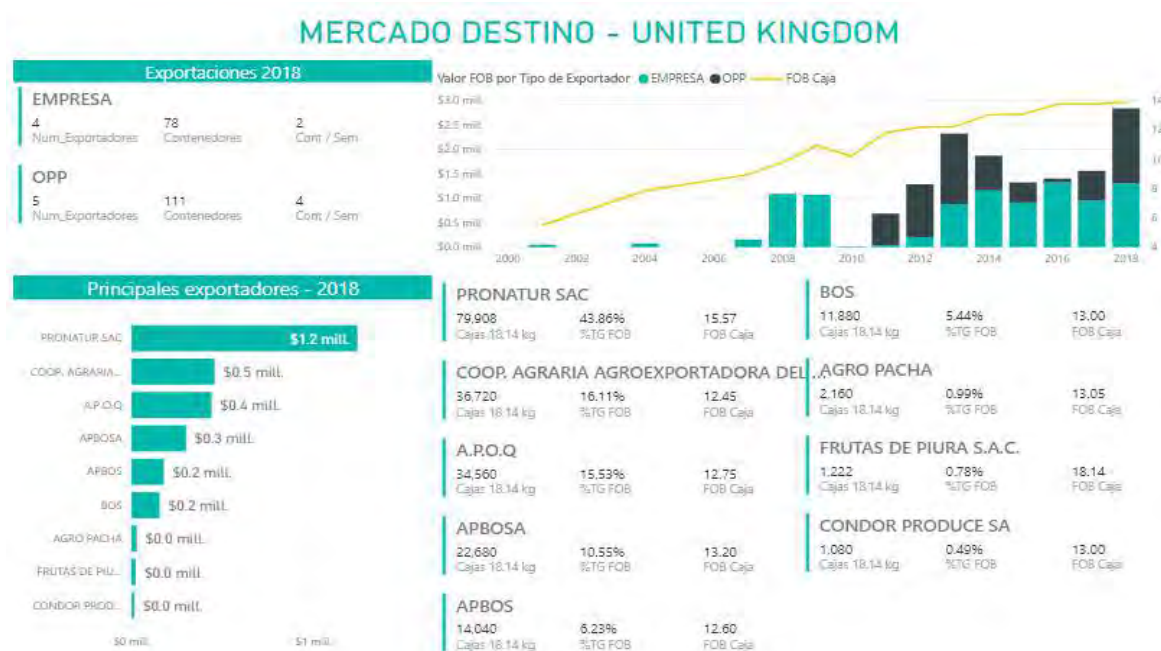 MERCADO DESTINO - UNITED KINGDOM
Exportaciones 2018
EMPRESA
4 78 2
Num_Exportadores Contenedores Cont / Sem
OPP
5 111 4
Num_Exportadores Contenedores Cont / Sem
Valor FOB por Tipo de Exportador EMPRESA OPP FOB Caja
$3.0 mill.
$2.5 mill.
$2.0 mill.
$1.5 mill.
$1.0 mill.
$0.5 mill.
$0.0 mill.
14
12
10
8
6
4
2000 2002 2004 2006 2008 2010 2012 2014 2016 2018
Principales exportadores - 2018
PRONATUR SAC $1.2 mill.
COOP. AGRARIA... $0.5 mill.
A.P.O.Q $0.4 mill.
APBOSA $0.3 mill.
APBOS $0.2 mill.
BOS $0.2 mill.
AGRO PACHA $0.0 mill.
FRUTAS DE PIU... $0.0 mill.
CONDOR PROD... $0.0 mill.
$0 mill. $1 mill.
PRONATUR SAC
79,908 43.86% 15.57
Cajas 18.14 kg %TG FOB FOB Caja
COOP. AGRARIA AGROEXPORTADORA DEL ...
36,720 16.11% 12.45
Cajas 18.14 kg %TG FOB FOB Caja
A.P.O.Q
34,560 15.53% 12.75
Cajas 18.14 kg %TG FOB FOB Caja
APBOSA
22,680 10.55% 13.20
Cajas 18.14 kg %TG FOB FOB Caja
APBOS
14,040 6.23% 12.60
Cajas 18.14 kg %TG FOB FOB Caja
BOS
11,880 5.44% 13.00
Cajas 18.14 kg %TG FOB FOB Caja
AGRO PACHA
2,160 0.99% 13.05
Cajas 18.14 kg %TG FOB FOB Caja
FRUTAS DE PIURA S.A.C.
1,222 0.78% 18.14
Cajas 18.14 kg %TG FOB FOB Caja
CONDOR PRODUCE SA
1,080 0.49% 13.00
Cajas 18.14 kg %TG FOB FOB Caja